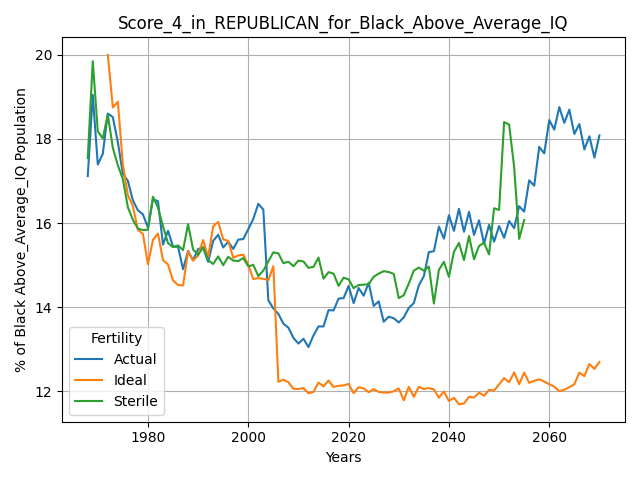 Score_4_in_REPUBLICAN_for_Black_Above_Average_IQ
% of Black Above_Average_IQ Population
20
18
16
14
12
Fertility
Actual
Ideal
Sterile
1980
2000
2020
2040
2060
Years